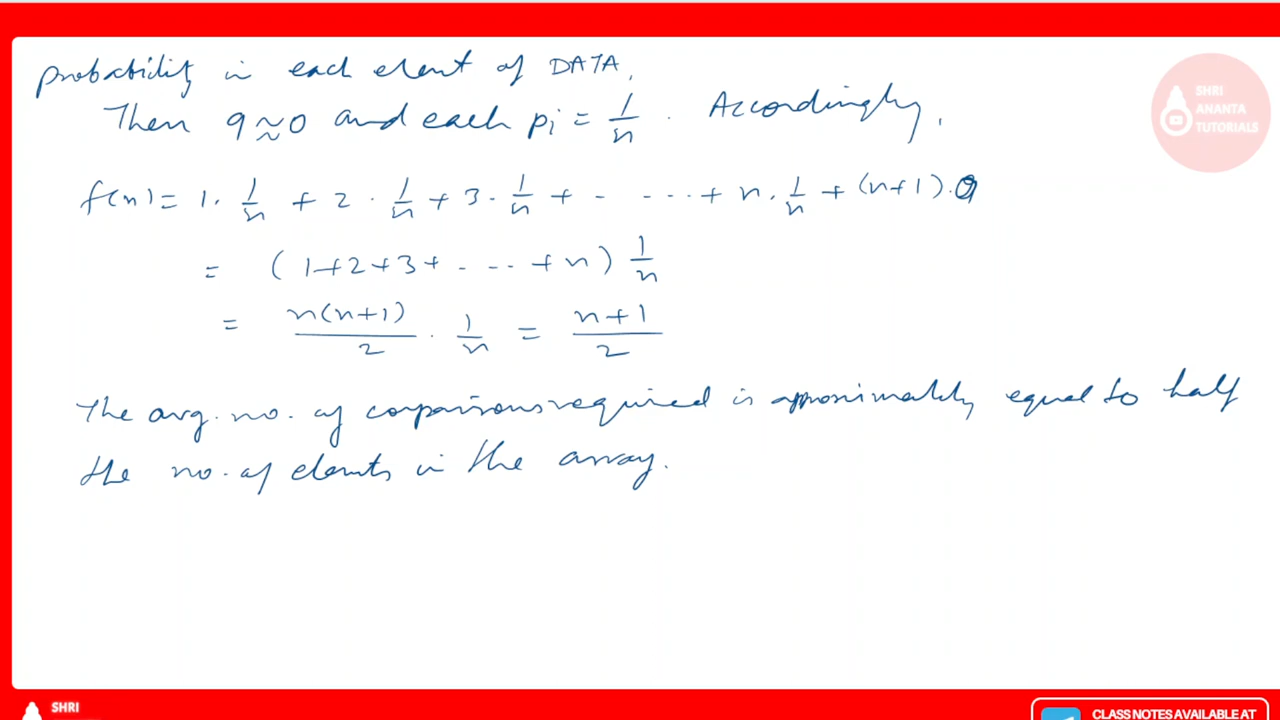 probability in each elent of DATA,
Then q ≈ 0 and each pi = 1/n . Accordingly,
f(n) = 1. 1/n + 2 . 1/n + 3 . 1/n + - - ... + n . 1/n + (n+1) . 0
= (1+2+3+ - - - + n) 1/n
= n(n+1)/2 . 1/n = n+1/2
The avg. no. of comparisons required is approximately equal to half
the no. of elents in the array.
SHRI
ANANTA
TUTORIALS
SHRI
CLASS NOTES AVAILABLE AT